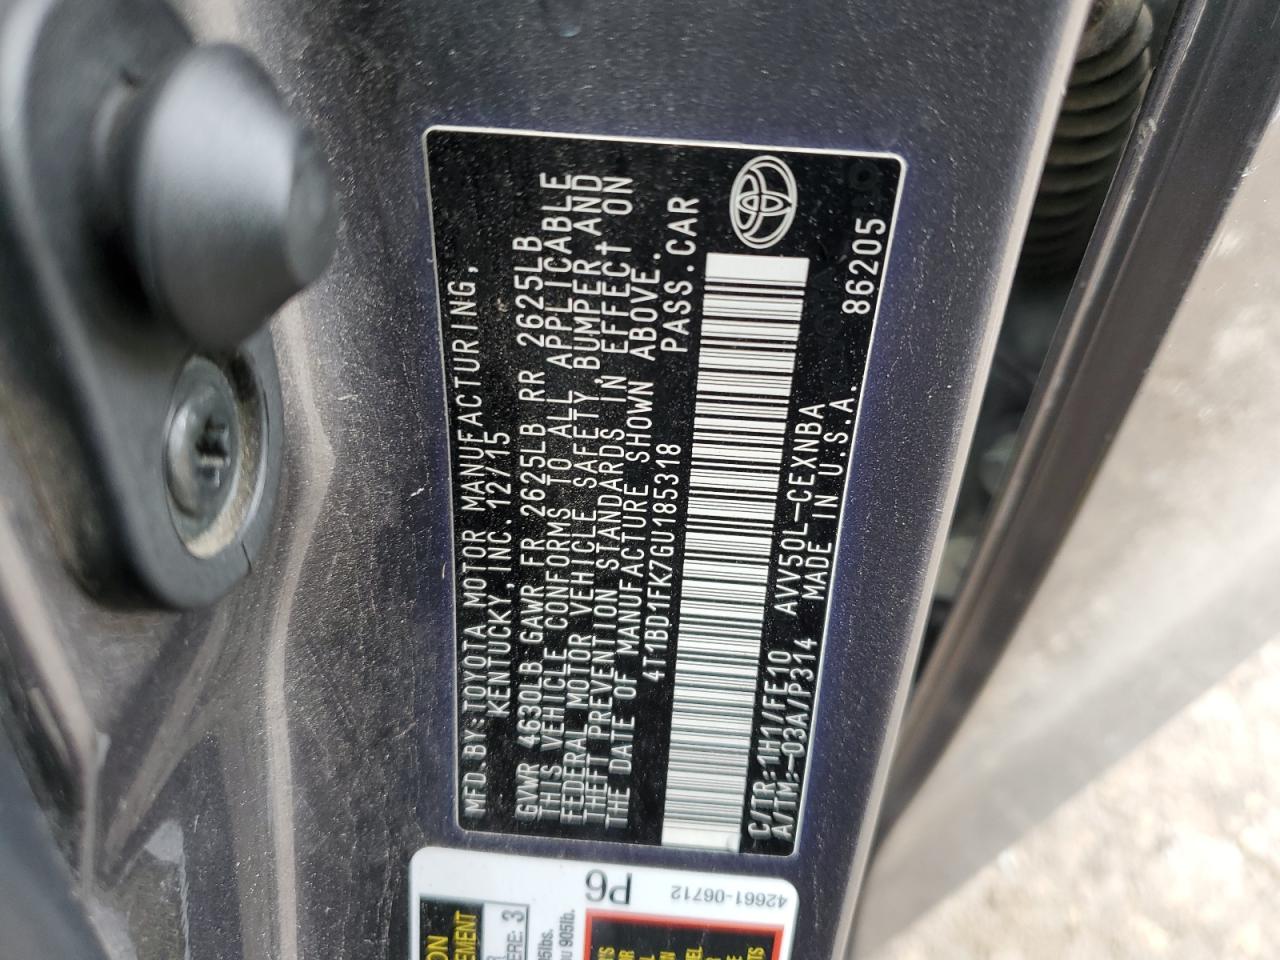 MFD.BY:TOYOTA MOTOR MANUFACTURING,
KENTUCKY, INC. 12/15
GVWR 4630LB GAWR FR 2625LB RR 2625LB
THIS VEHICLE CONFORMS TO ALL APPLICABLE
FEDERAL MOTOR VEHICLE SAFETY, BUMPER, AND
THEFT PREVENTION STANDARDS IN EFFECT ON
THE DATE OF MANUFACTURE SHOWN ABOVE.
4T1BD1FK7GU185318 PASS.CAR
C/TR:1H1/FE10 AVV50L-CEXNBA
A/TM:-03A/P314 MADE IN U.S.A. 86205
P6
42661-06712
ERE: 3
905lb.